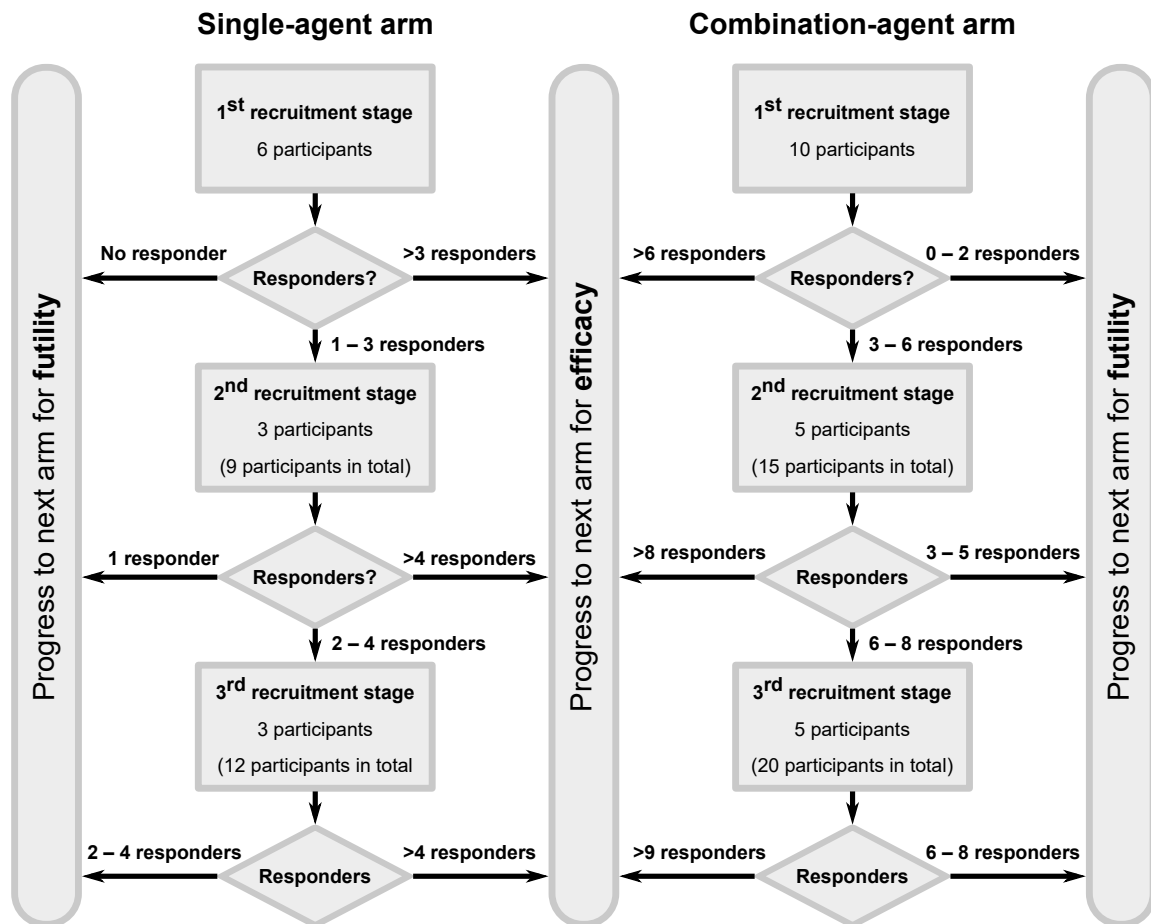 Single-agent arm
Combination-agent arm
Progress to next arm for futility
1st recruitment stage
6 participants
No responder
Responders?
>3 responders
1 – 3 responders
2nd recruitment stage
3 participants
(9 participants in total)
1 responder
Responders?
>4 responders
2 – 4 responders
3rd recruitment stage
3 participants
(12 participants in total
2 – 4 responders
Responders
>4 responders
Progress to next arm for efficacy
1st recruitment stage
10 participants
>6 responders
Responders?
0 – 2 responders
3 – 6 responders
2nd recruitment stage
5 participants
(15 participants in total)
>8 responders
Responders
3 – 5 responders
6 – 8 responders
3rd recruitment stage
5 participants
(20 participants in total)
>9 responders
Responders
6 – 8 responders
Progress to next arm for futility